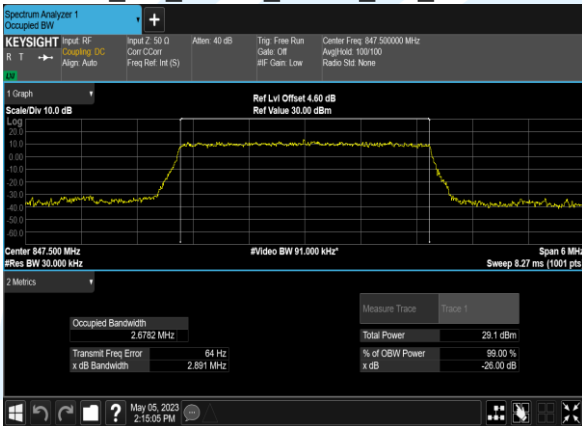 Spectrum Analyzer 1
Occupied BW
+
KEYSIGHT Input: RF Input Z: 50 Ω Atten: 40 dB Trig: Free Run Center Freq: 847.500000 MHz
R T Coupling: DC Corr CCorr Gate: Off Avg|Hold: 100/100
Align: Auto Freq Ref: Int (S) #IF Gain: Low Radio Std: None
LXI
1 Graph
Ref Lvl Offset 4.60 dB
Scale/Div 10.0 dB Ref Value 30.00 dBm
Log
20.0
10.0
0.00
-10.0
-20.0
-30.0
-40.0
-50.0
-60.0
Center 847.500 MHz #Video BW 91.000 kHz* Span 6 MHz
#Res BW 30.000 kHz Sweep 8.27 ms (1001 pts)
2 Metrics
Measure Trace Trace 1
Occupied Bandwidth
2.6782 MHz Total Power 29.1 dBm
Transmit Freq Error 64 Hz % of OBW Power 99.00 %
x dB Bandwidth 2.891 MHz x dB -26.00 dB
? May 05, 2023
2:15:05 PM